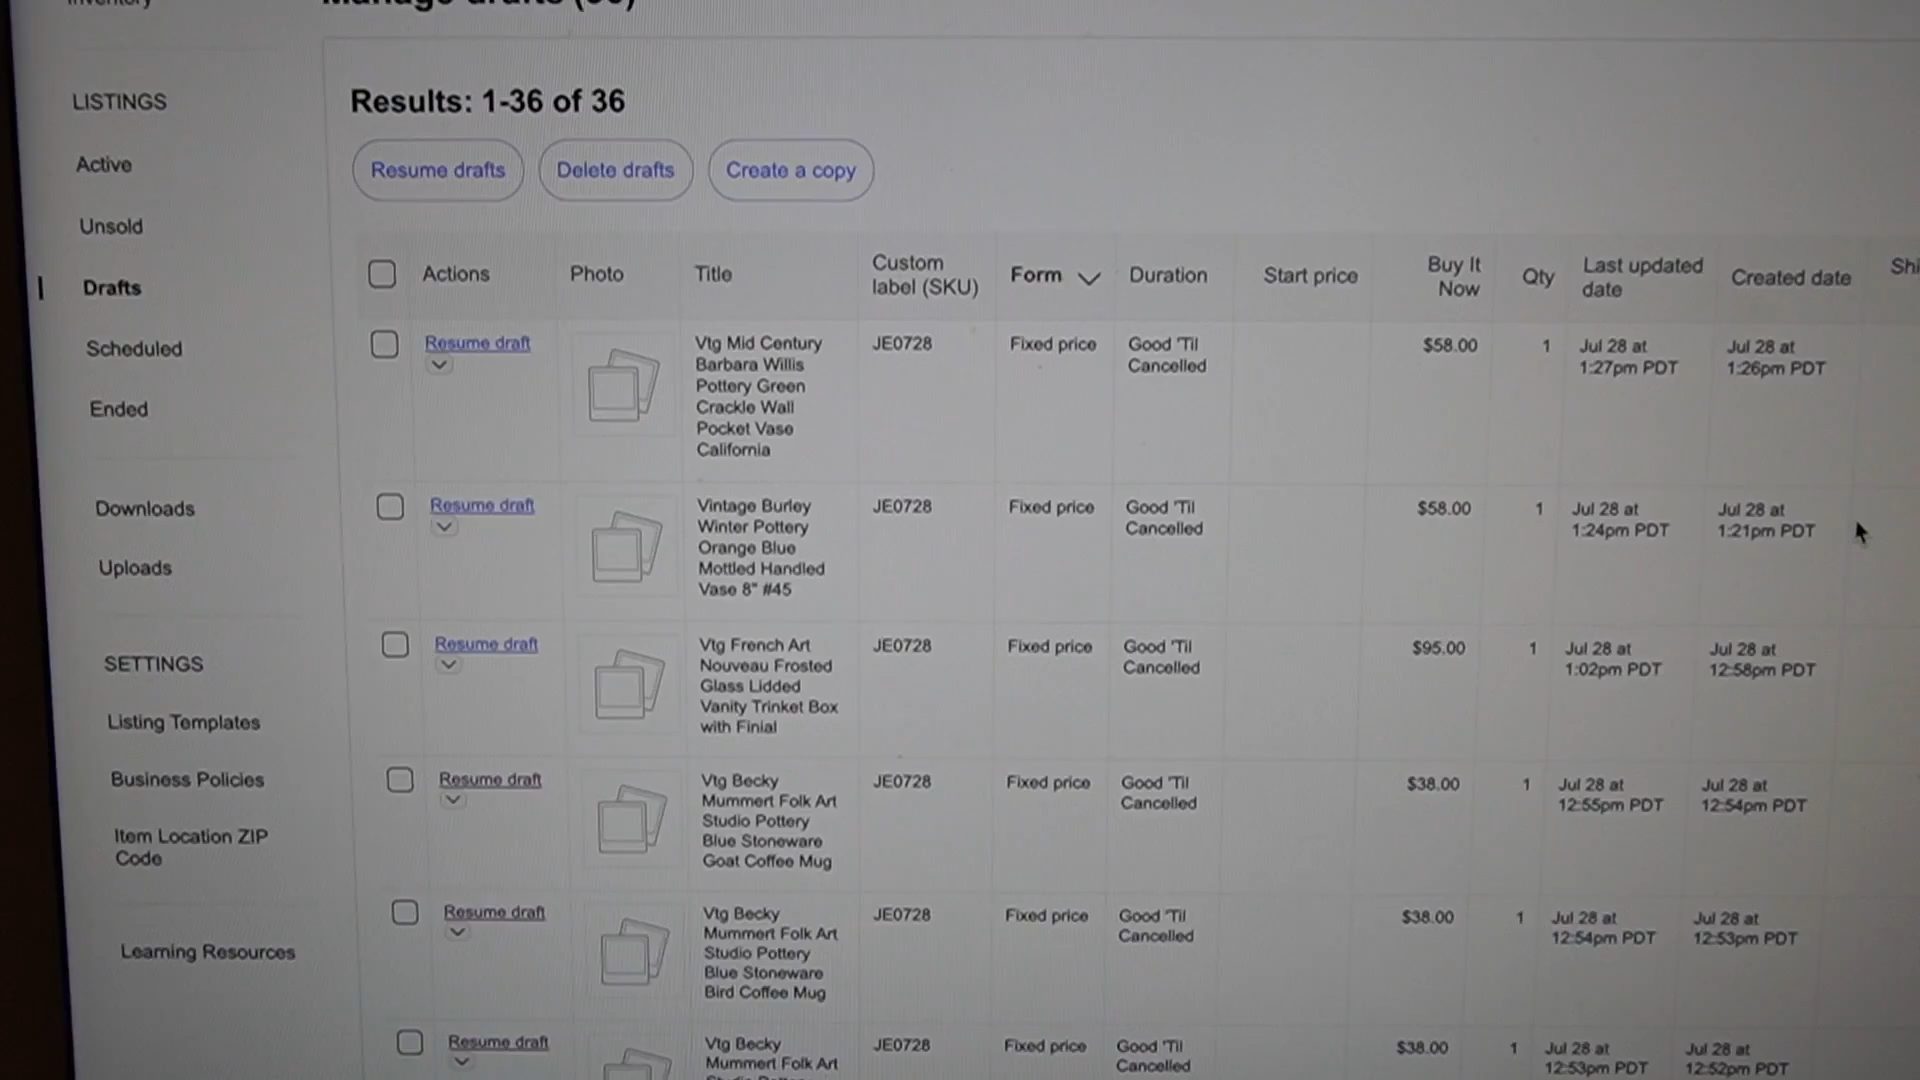 Inventory
Manage drafts (36)
LISTINGS
Active
Unsold
Drafts
Scheduled
Ended
Downloads
Uploads
SETTINGS
Listing Templates
Business Policies
Item Location ZIP
Code
Learning Resources
Results: 1-36 of 36
Resume drafts
Delete drafts
Create a copy
Actions
Photo
Title
Custom
label (SKU)
Form
Duration
Start price
Buy It
Now
Qty
Last updated
date
Created date
Resume draft
Vtg Mid Century
Barbara Willis
Pottery Green
Crackle Wall
Pocket Vase
California
JE0728
Fixed price
Good 'Til
Cancelled
$58.00
1
Jul 28 at
1:27pm PDT
Jul 28 at
1:26pm PDT
Resume draft
Vintage Burley
Winter Pottery
Orange Blue
Mottled Handled
Vase 8" #45
JE0728
Fixed price
Good 'Til
Cancelled
$58.00
1
Jul 28 at
1:24pm PDT
Jul 28 at
1:21pm PDT
Resume draft
Vtg French Art
Nouveau Frosted
Glass Lidded
Vanity Trinket Box
with Finial
JE0728
Fixed price
Good 'Til
Cancelled
$95.00
1
Jul 28 at
1:02pm PDT
Jul 28 at
12:58pm PDT
Resume draft
Vtg Becky
Mummert Folk Art
Studio Pottery
Blue Stoneware
Goat Coffee Mug
JE0728
Fixed price
Good 'Til
Cancelled
$38.00
1
Jul 28 at
12:55pm PDT
Jul 28 at
12:54pm PDT
Resume draft
Vtg Becky
Mummert Folk Art
Studio Pottery
Blue Stoneware
Bird Coffee Mug
JE0728
Fixed price
Good 'Til
Cancelled
$38.00
1
Jul 28 at
12:54pm PDT
Jul 28 at
12:53pm PDT
Resume draft
Vtg Becky
Mummert Folk Art
JE0728
Fixed price
Good 'Til
Cancelled
$38.00
1
Jul 28 at
12:53pm PDT
Jul 28 at
12:52pm PDT